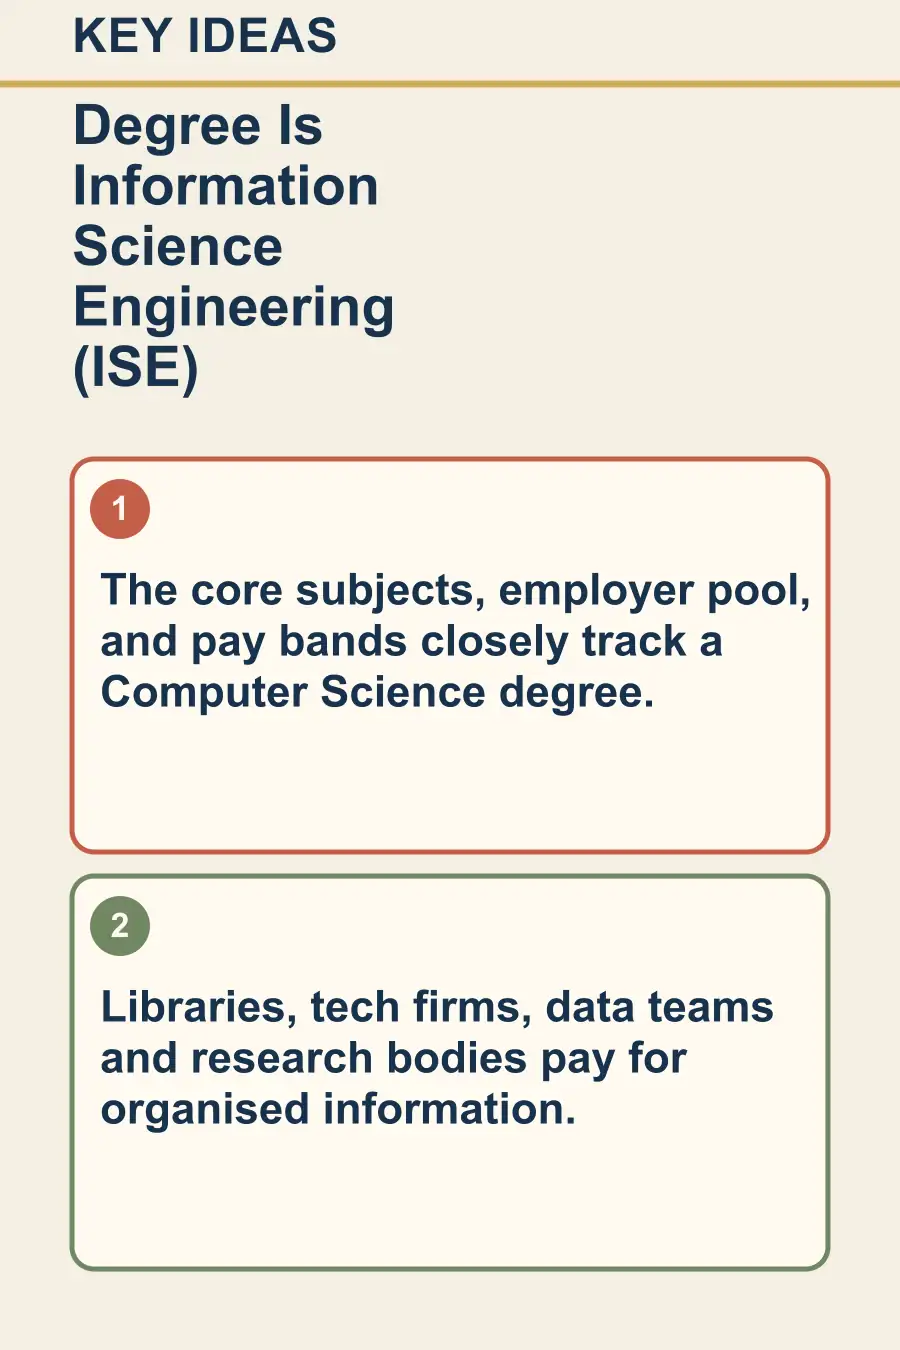 KEY IDEAS
Degree Is
Information
Science
Engineering
(ISE)
1
The core subjects, employer pool,
and pay bands closely track a
Computer Science degree.
2
Libraries, tech firms, data teams
and research bodies pay for
organised information.